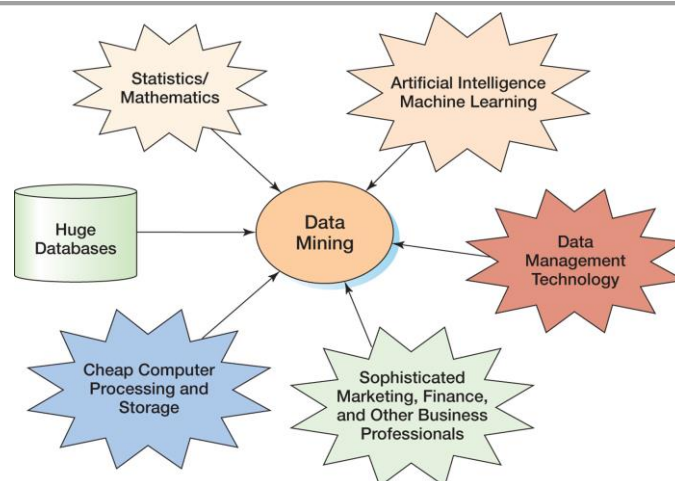 Statistics/
Mathematics
Artificial Intelligence
Machine Learning
Huge
Databases
Data
Mining
Data
Management
Technology
Cheap Computer
Processing and
Storage
Sophisticated
Marketing, Finance,
and Other Business
Professionals